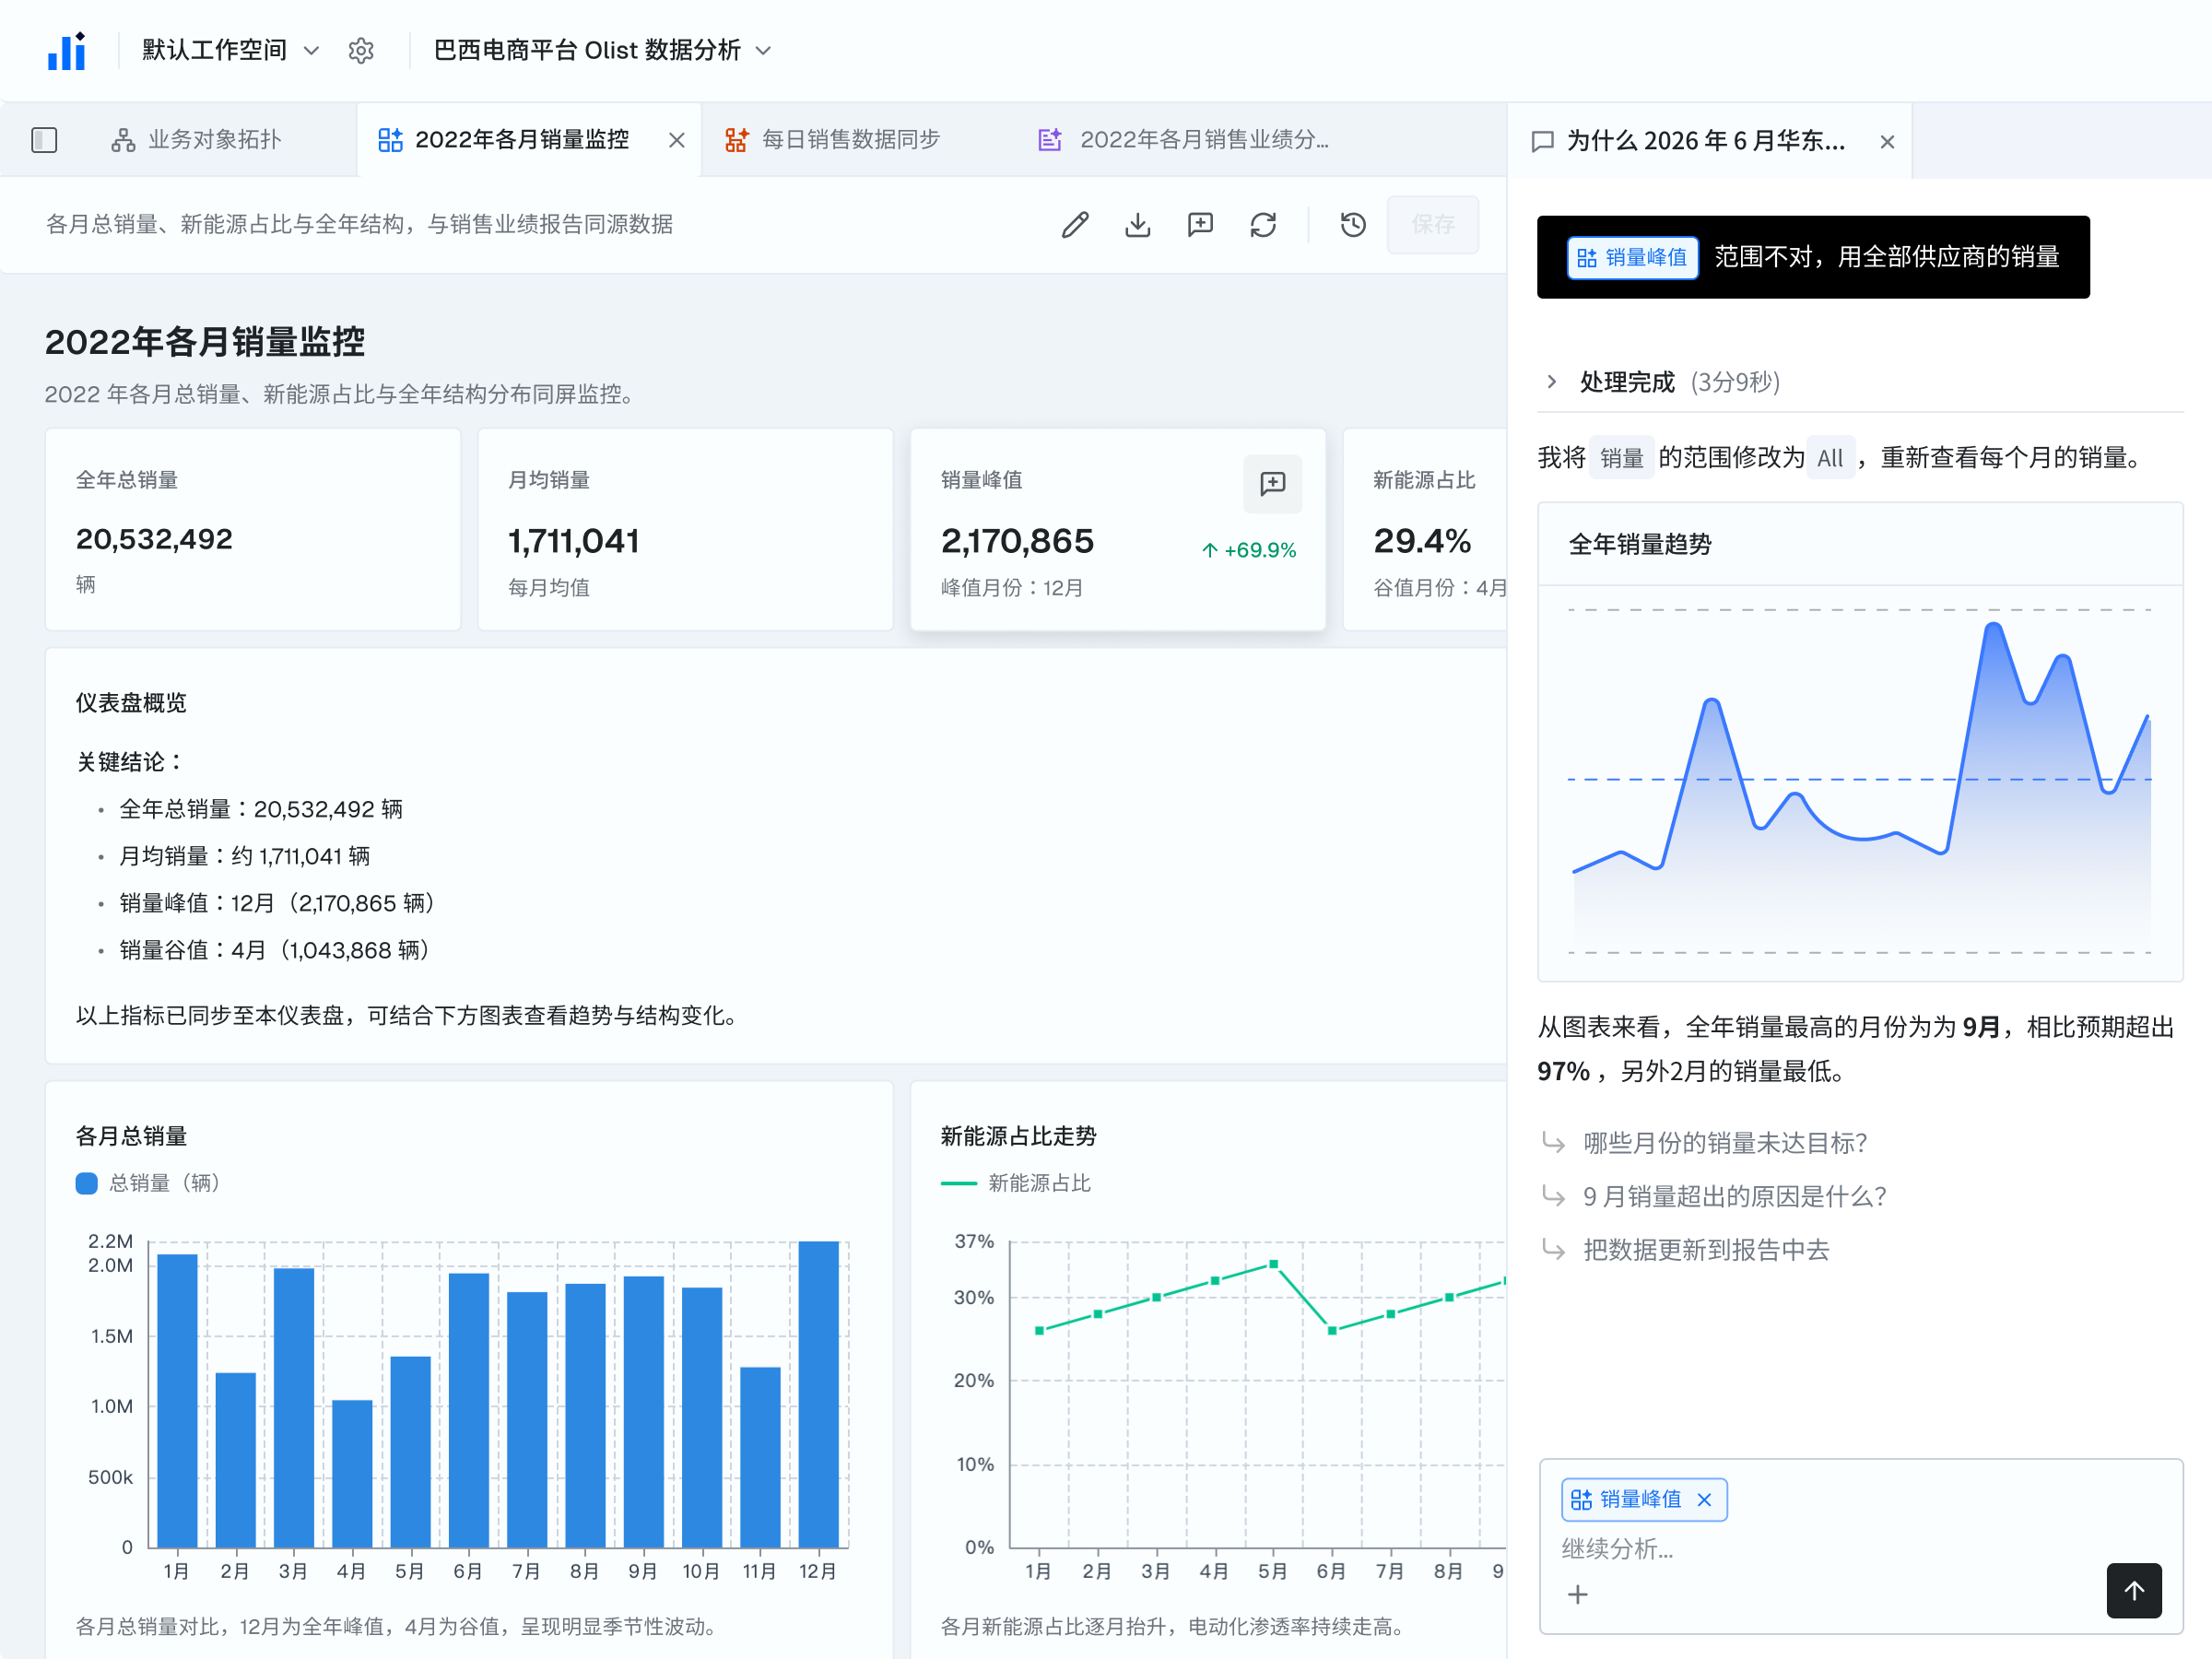 默认工作空间
巴西电商平台 Olist 数据分析
业务对象拓扑
2022年各月销量监控
每日销售数据同步
2022年各月销售业绩分...
各月总销量、新能源占比与全年结构，与销售业绩报告同源数据
保存
2022年各月销量监控
2022 年各月总销量、新能源占比与全年结构分布同屏监控。
全年总销量
20,532,492
辆
月均销量
1,711,041
每月均值
销量峰值
2,170,865
+69.9%
峰值月份：12月
新能源占比
29.4%
谷值月份：4月
仪表盘概览
关键结论：
• 全年总销量：20,532,492 辆
• 月均销量：约 1,711,041 辆
• 销量峰值：12月（2,170,865 辆）
• 销量谷值：4月（1,043,868 辆）
以上指标已同步至本仪表盘，可结合下方图表查看趋势与结构变化。
各月总销量
总销量（辆）
2.2M
2.0M
1.5M
1.0M
500k
0
1月 2月 3月 4月 5月 6月 7月 8月 9月 10月 11月 12月
各月总销量对比，12月为全年峰值，4月为谷值，呈现明显季节性波动。
新能源占比走势
新能源占比
37%
30%
20%
10%
0%
1月 2月 3月 4月 5月 6月 7月 8月 9
各月新能源占比逐月抬升，电动化渗透率持续走高。
为什么 2026 年 6 月华东...
销量峰值 范围不对，用全部供应商的销量
处理完成 (3分9秒)
我将 销量 的范围修改为 All ，重新查看每个月的销量。
全年销量趋势
从图表来看，全年销量最高的月份为为 9月，相比预期超出
97% ，另外2月的销量最低。
哪些月份的销量未达目标？
9 月销量超出的原因是什么？
把数据更新到报告中去
销量峰值
继续分析...